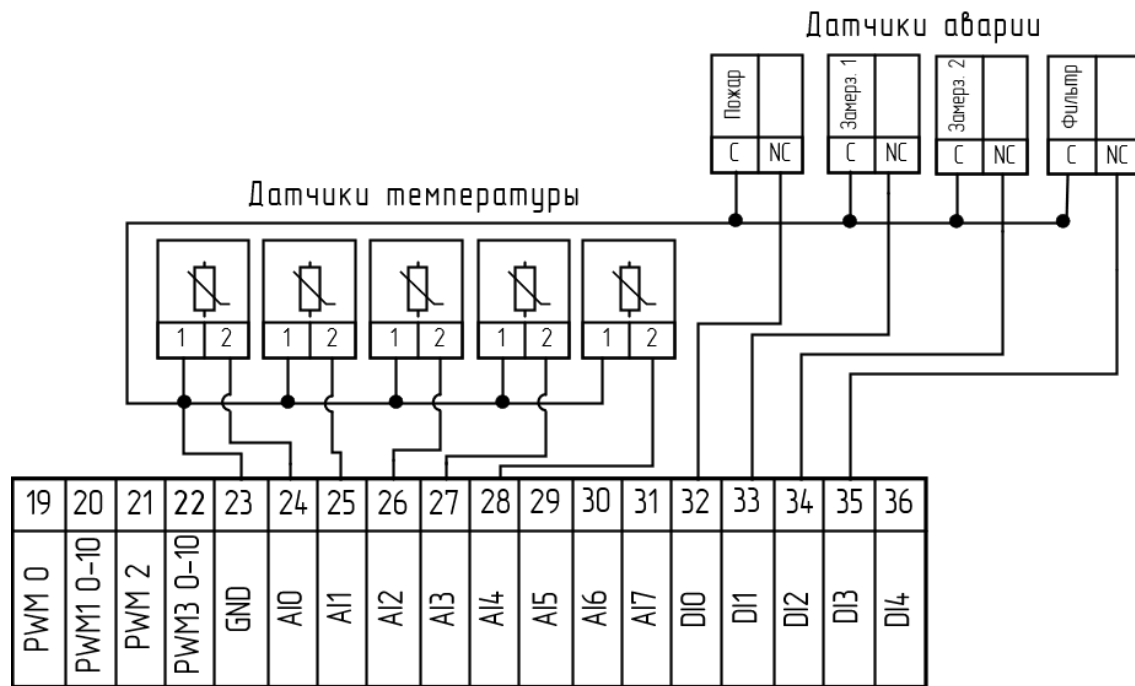 Датчики аварии
Пожар
Замерз. 1
Замерз. 2
Фильтр
C NC C NC C NC C NC
Датчики температуры
1 2 1 2 1 2 1 2 1 2
19 20 21 22 23 24 25 26 27 28 29 30 31 32 33 34 35 36
PWM 0
PWM1 0-10
PWM 2
PWM3 0-10
GND
AI0
AI1
AI2
AI3
AI4
AI5
AI6
AI7
DI0
DI1
DI2
DI3
DI4